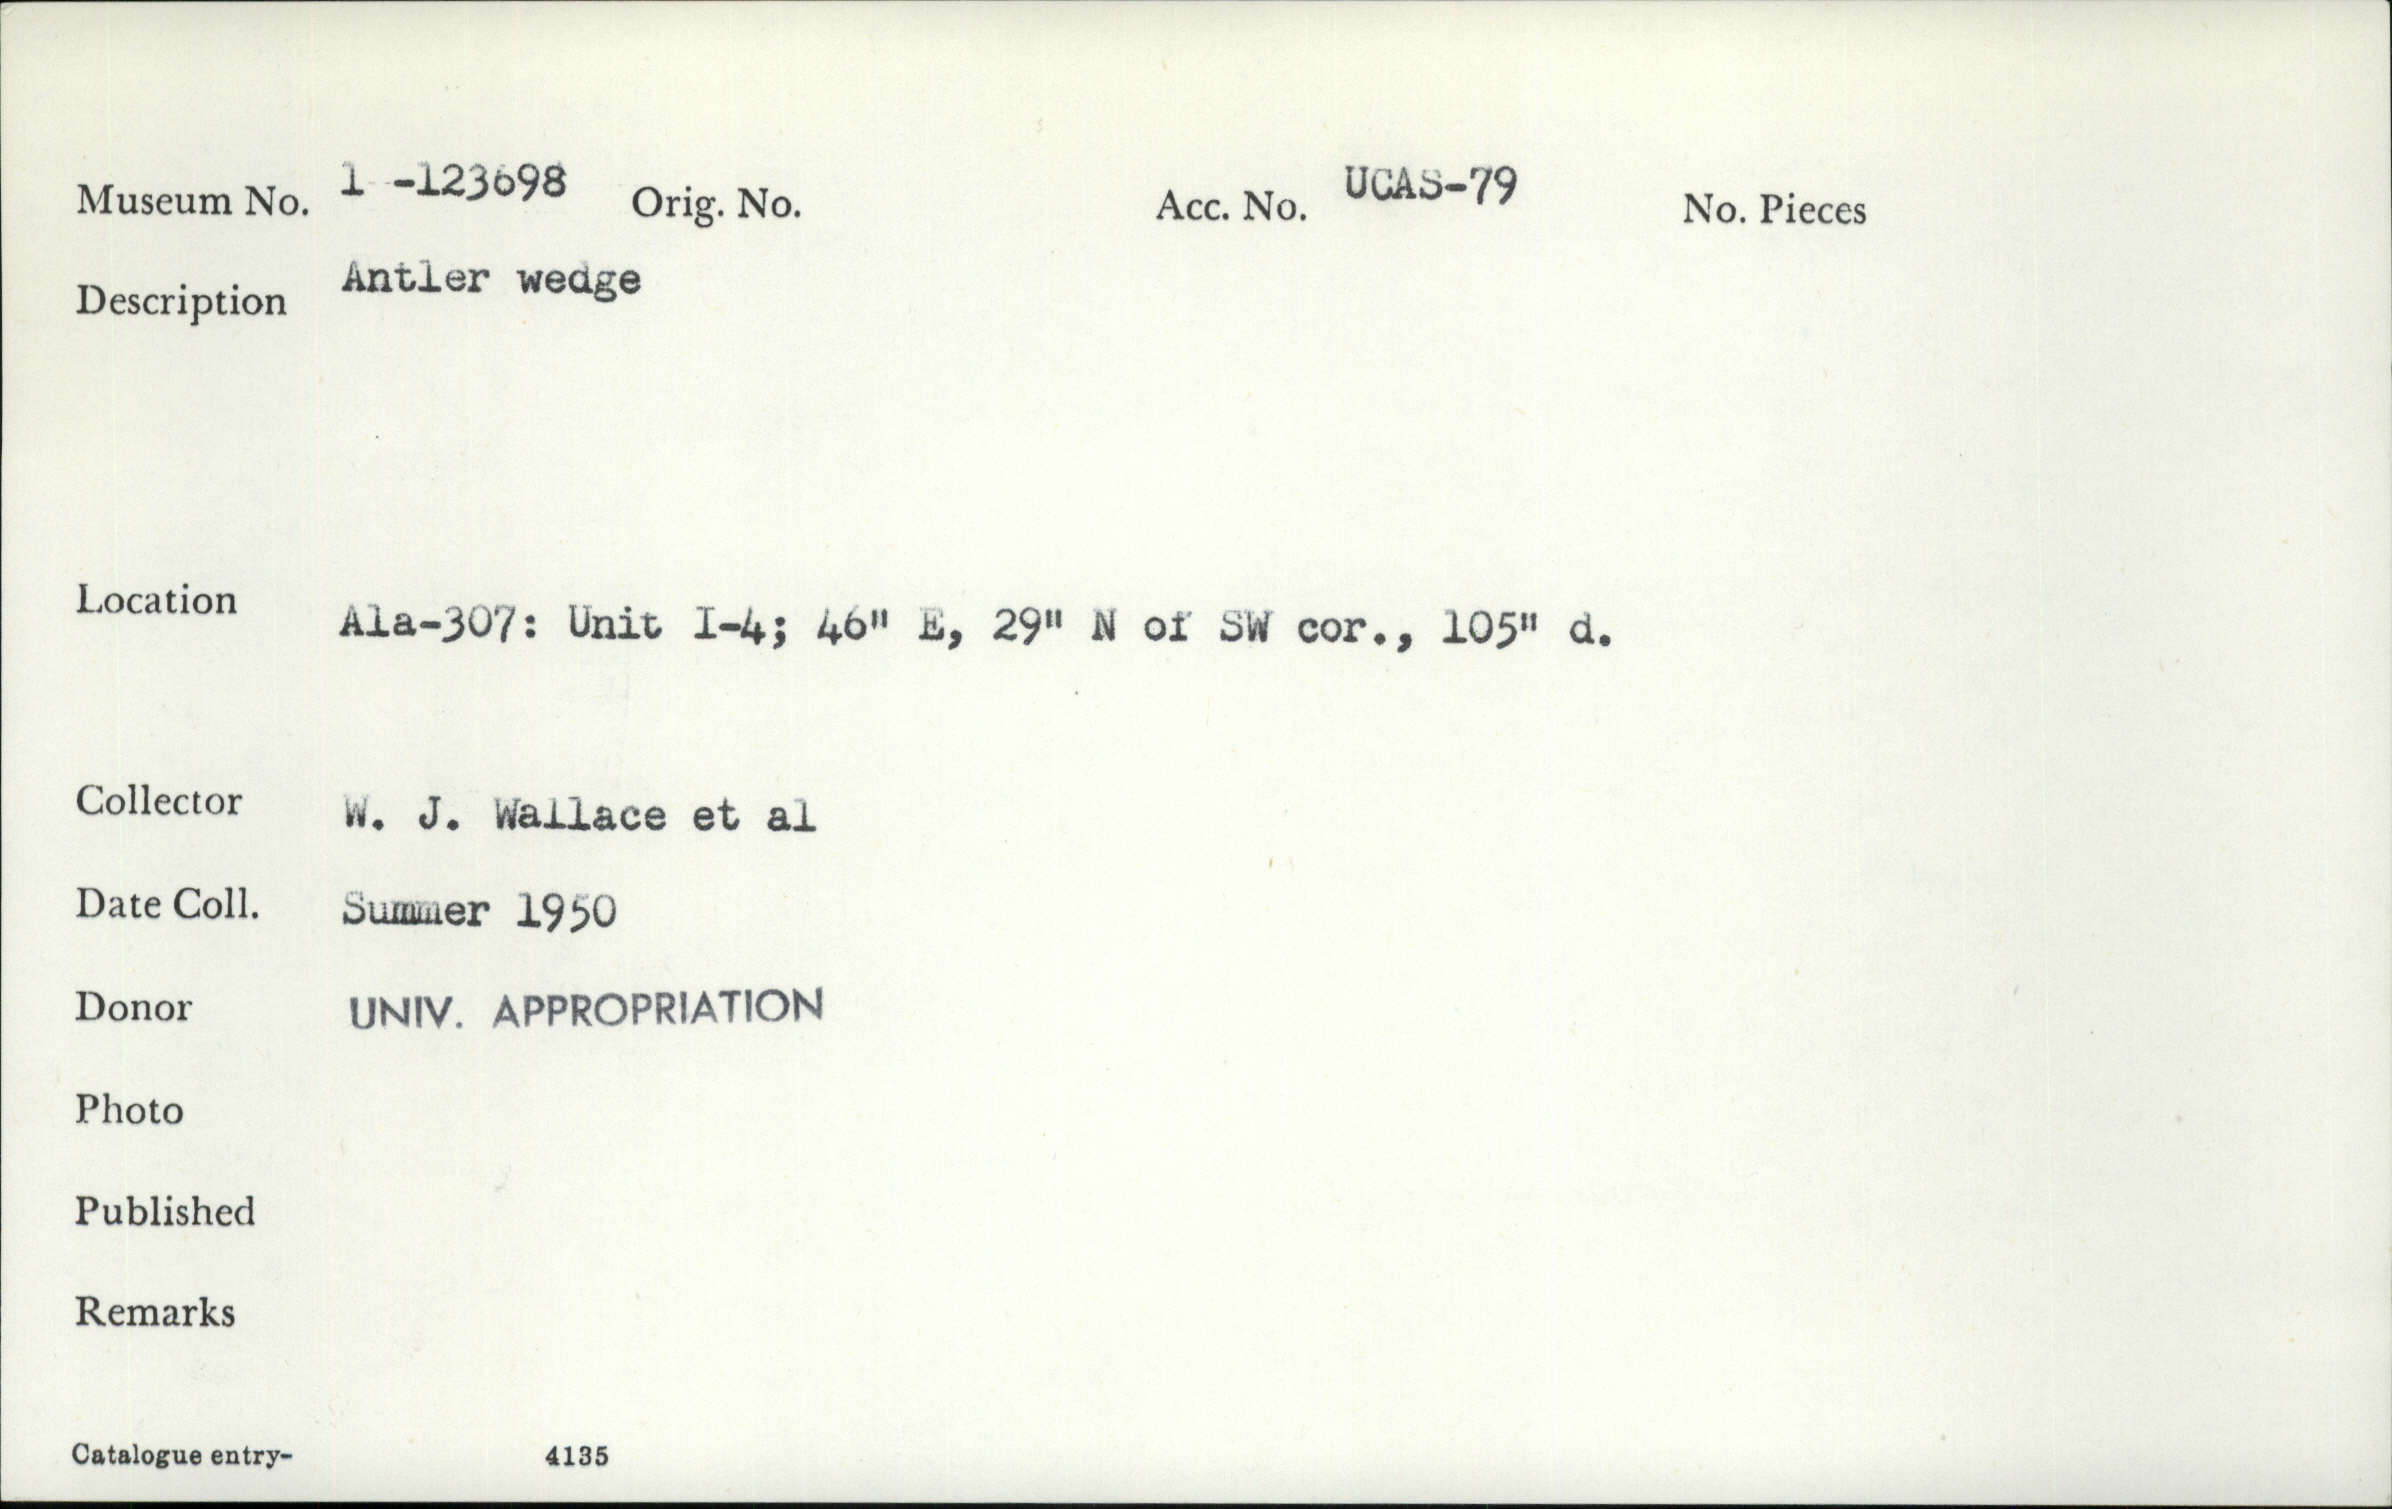 Museum No. 1 -123698 Orig. No. Acc. No. UCAS-79 No. Pieces
Description Antler wedge
Location Ala-307: Unit I-4; 46" E, 29" N of SW cor., 105" d.
Collector W. J. Wallace et al
Date Coll. Summer 1950
Donor UNIV. APPROPRIATION
Photo
Published
Remarks
Catalogue entry- 4135